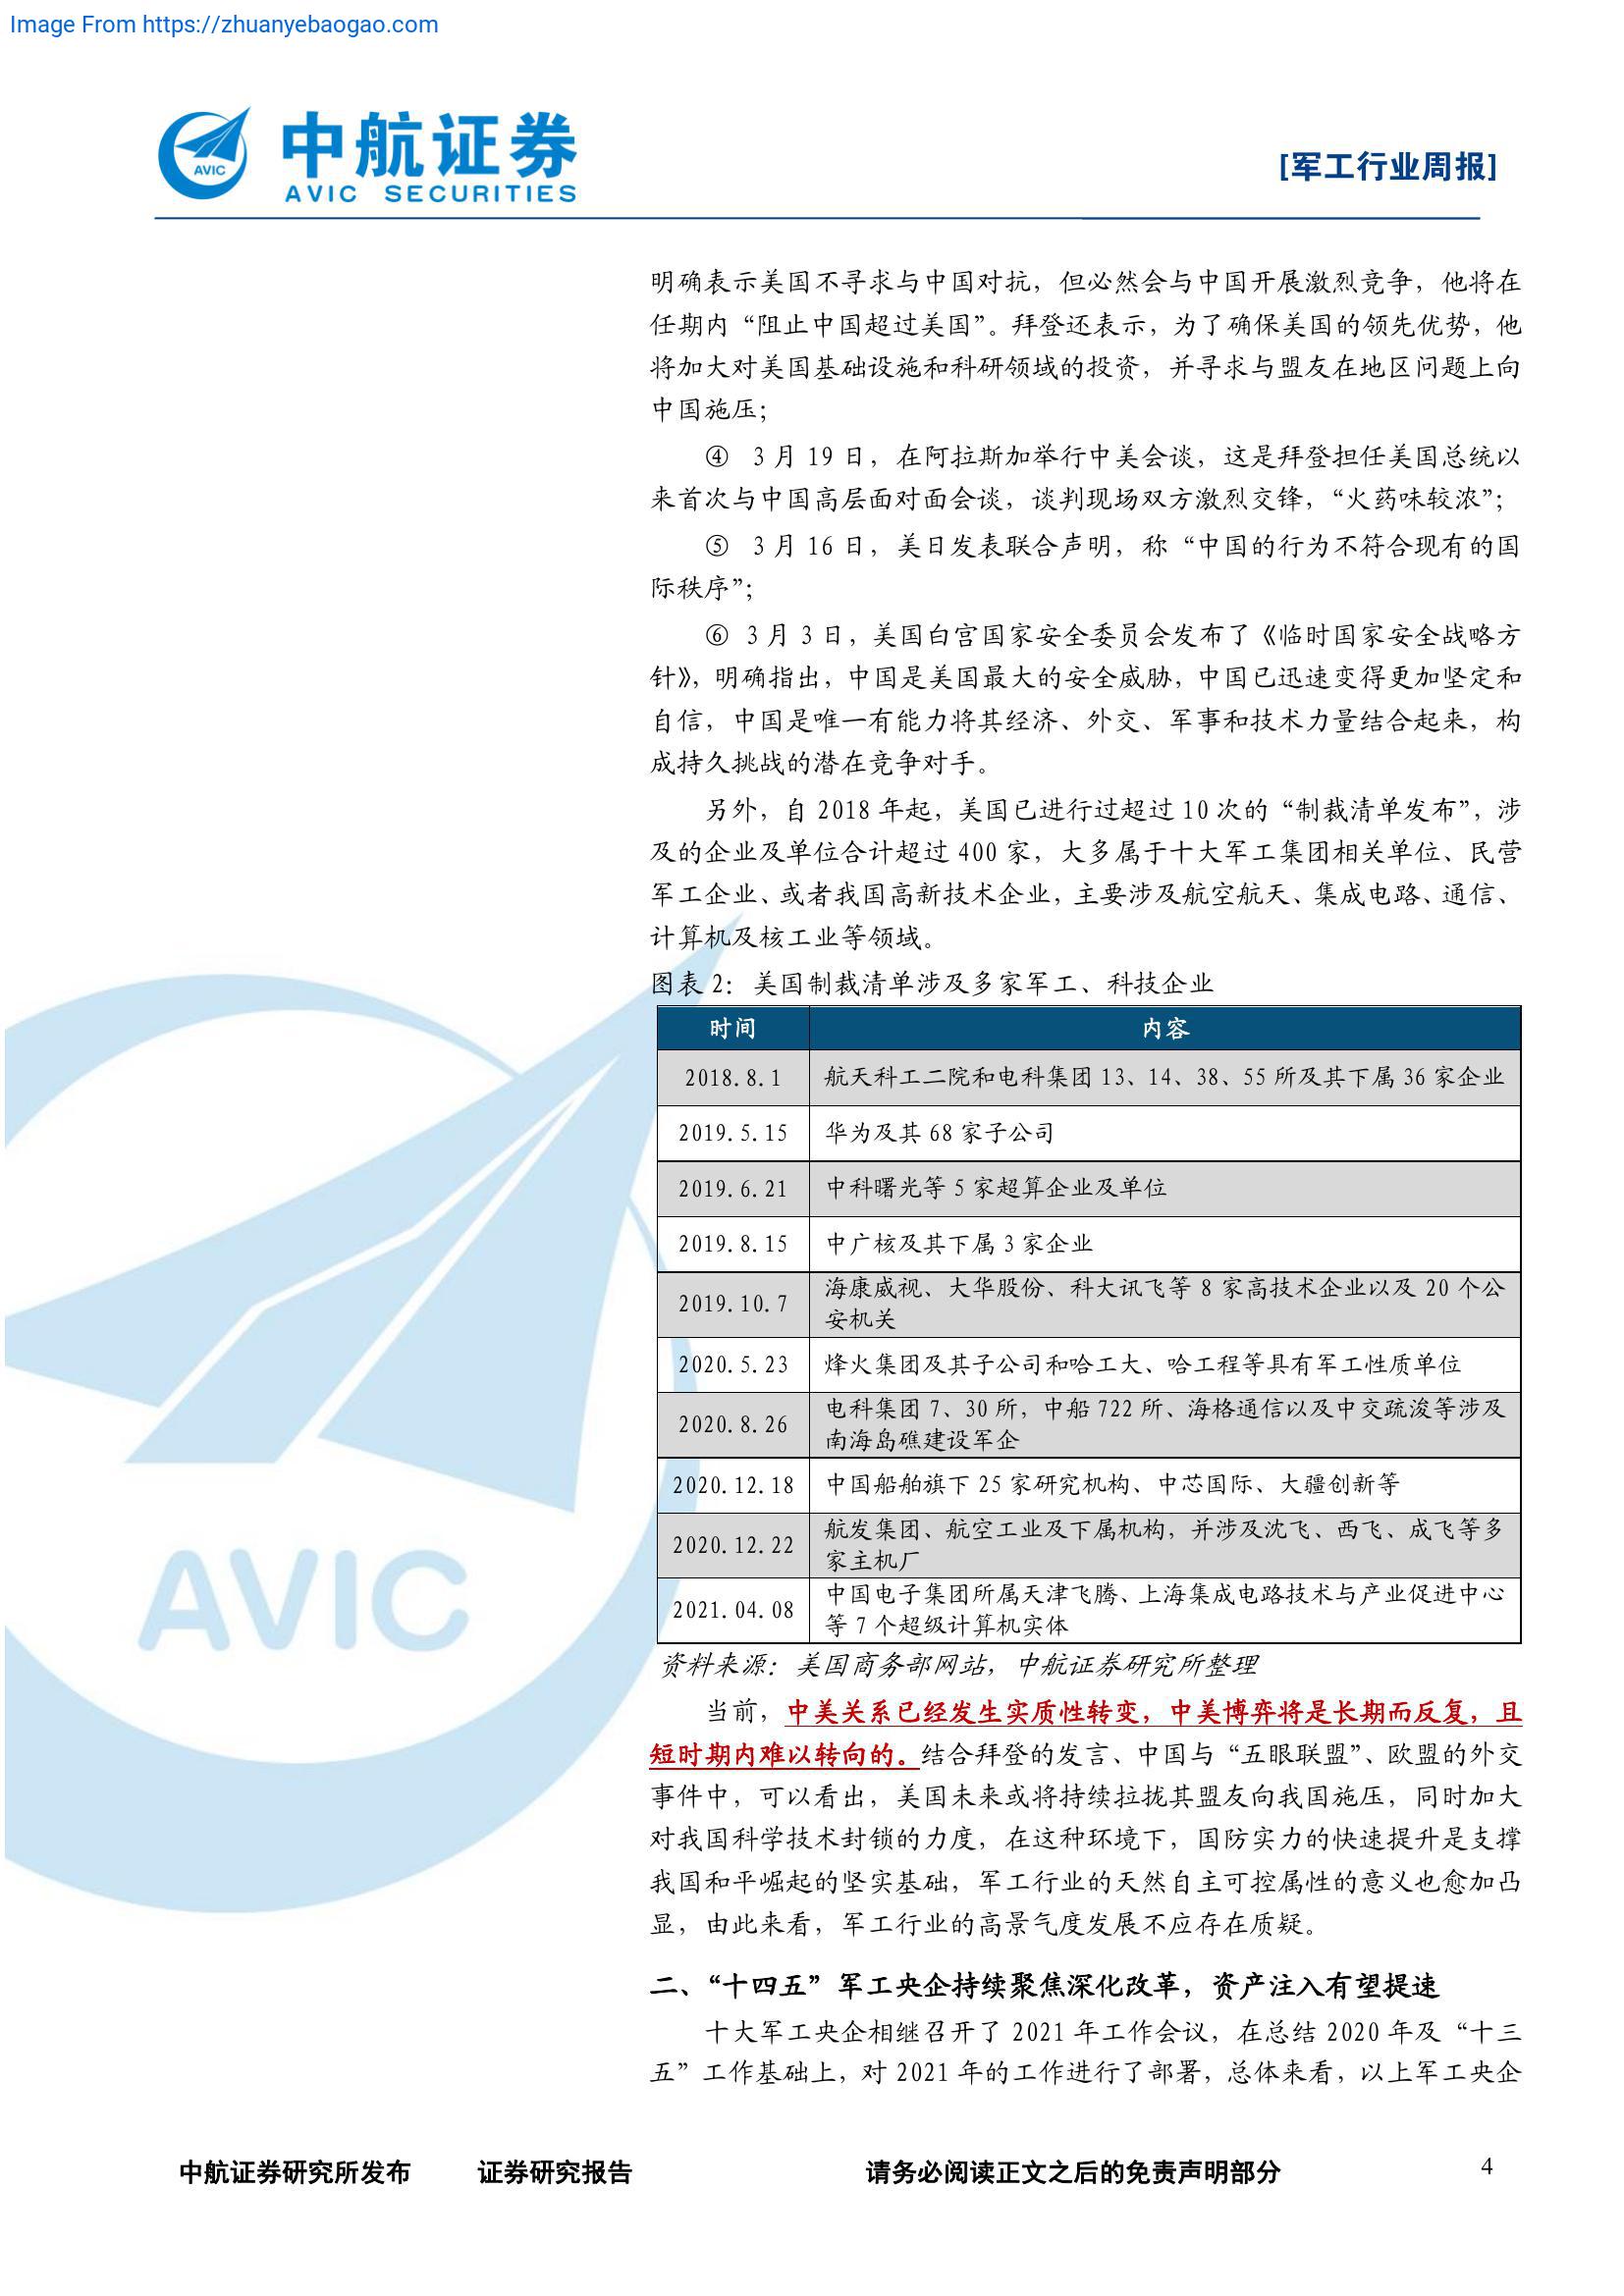 Image From https://zhuanyebaogao.com
AVIC
中航证券
AVIC SECURITIES
[军工行业周报]
明确表示美国不寻求与中国对抗，但必然会与中国开展激烈竞争，他将在
任期内“阻止中国超过美国”。拜登还表示，为了确保美国的领先优势，他
将加大对美国基础设施和科研领域的投资，并寻求与盟友在地区问题上向
中国施压；
④ 3 月 19 日，在阿拉斯加举行中美会谈，这是拜登担任美国总统以
来首次与中国高层面对面会谈，谈判现场双方激烈交锋，“火药味较浓”；
⑤ 3 月 16 日，美日发表联合声明，称“中国的行为不符合现有的国
际秩序”；
⑥ 3 月 3 日，美国白宫国家安全委员会发布了《临时国家安全战略方
针》，明确指出，中国是美国最大的安全威胁，中国已迅速变得更加坚定和
自信，中国是唯一有能力将其经济、外交、军事和技术力量结合起来，构
成持久挑战的潜在竞争对手。
另外，自 2018 年起，美国已进行过超过 10 次的“制裁清单发布”，涉
及的企业及单位合计超过 400 家，大多属于十大军工集团相关单位、民营
军工企业、或者我国高新技术企业，主要涉及航空航天、集成电路、通信、
计算机及核工业等领域。
图表 2：美国制裁清单涉及多家军工、科技企业
时间 内容
2018.8.1 航天科工二院和电科集团 13、14、38、55 所及其下属 36 家企业
2019.5.15 华为及其 68 家子公司
2019.6.21 中科曙光等 5 家超算企业及单位
2019.8.15 中广核及其下属 3 家企业
2019.10.7 海康威视、大华股份、科大讯飞等 8 家高技术企业以及 20 个公
安机关
2020.5.23 烽火集团及其子公司和哈工大、哈工程等具有军工性质单位
2020.8.26 电科集团 7、30 所，中船 722 所、海格通信以及中交疏浚等涉及
南海岛礁建设军企
2020.12.18 中国船舶旗下 25 家研究机构、中芯国际、大疆创新等
2020.12.22 航发集团、航空工业及下属机构，并涉及沈飞、西飞、成飞等多
家主机厂
2021.04.08 中国电子集团所属天津飞腾、上海集成电路技术与产业促进中心
等 7 个超级计算机实体
AVIC
资料来源：美国商务部网站，中航证券研究所整理
当前，中美关系已经发生实质性转变，中美博弈将是长期而反复，且
短时期内难以转向的。结合拜登的发言、中国与“五眼联盟”、欧盟的外交
事件中，可以看出，美国未来或将持续拉拢其盟友向我国施压，同时加大
对我国科学技术封锁的力度，在这种环境下，国防实力的快速提升是支撑
我国和平崛起的坚实基础，军工行业的天然自主可控属性的意义也愈加凸
显，由此来看，军工行业的高景气度发展不应存在质疑。
二、“十四五”军工央企持续聚焦深化改革，资产注入有望提速
十大军工央企相继召开了 2021 年工作会议，在总结 2020 年及“十三
五”工作基础上，对 2021 年的工作进行了部署，总体来看，以上军工央企
中航证券研究所发布 证券研究报告 请务必阅读正文之后的免责声明部分 4